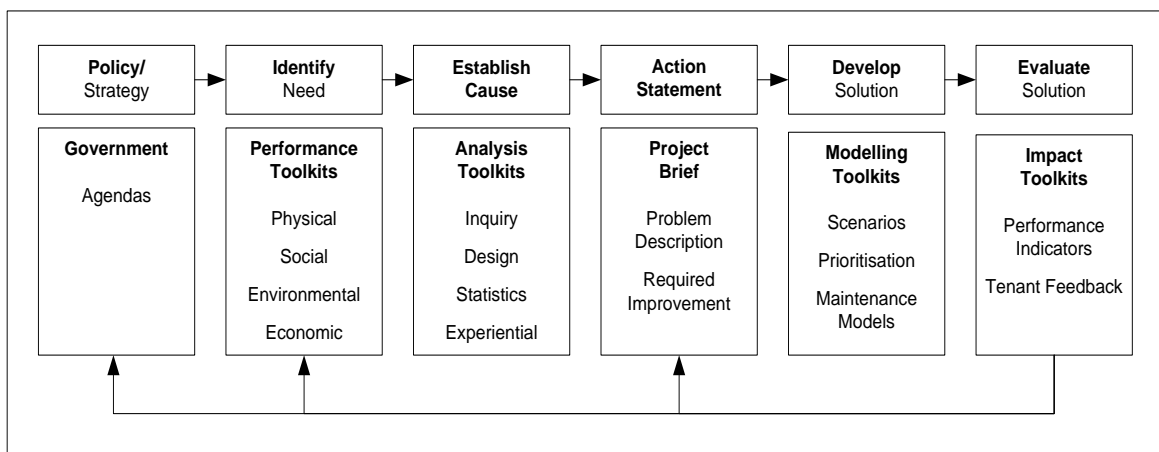 Policy/
Strategy
Identify
Need
Establish
Cause
Action
Statement
Develop
Solution
Evaluate
Solution
Government
Agendas
Performance
Toolkits
Physical
Social
Environmental
Economic
Analysis
Toolkits
Inquiry
Design
Statistics
Experiential
Project
Brief
Problem
Description
Required
Improvement
Modelling
Toolkits
Scenarios
Prioritisation
Maintenance
Models
Impact
Toolkits
Performance
Indicators
Tenant Feedback